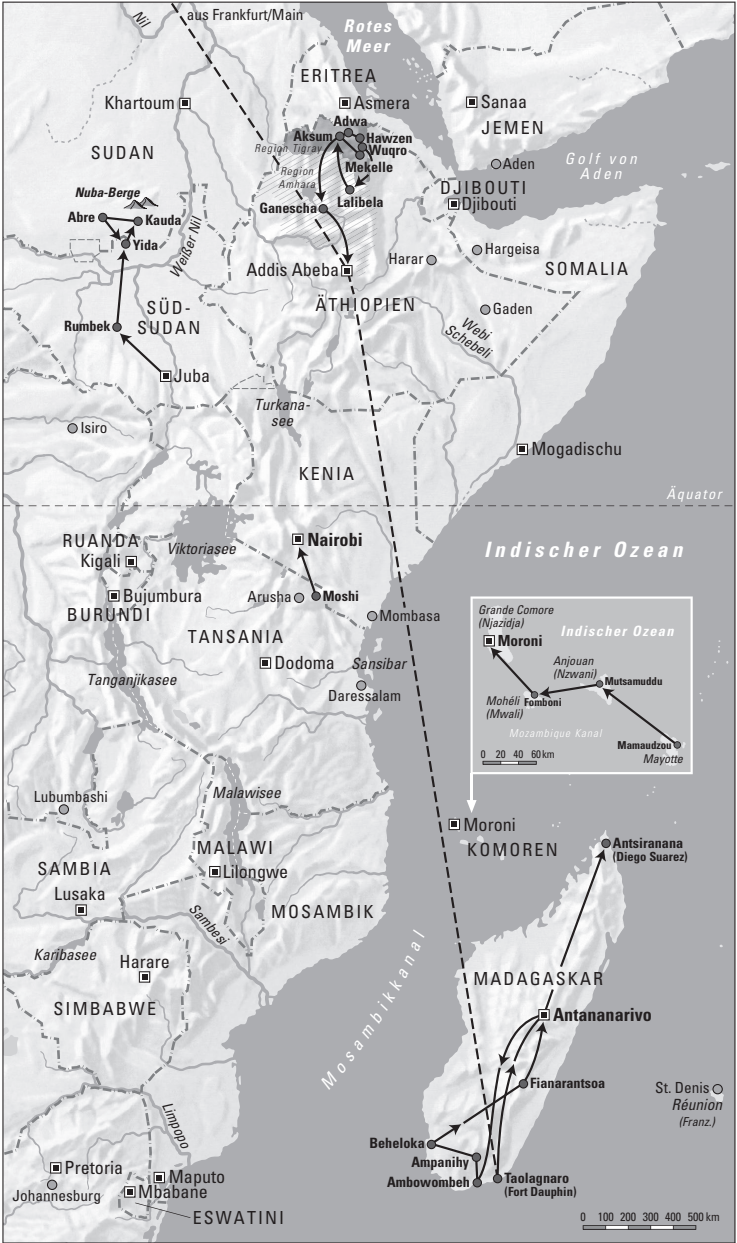 aus Frankfurt/Main
Nil
Rotes
Meer
ERITREA
Khartoum
Asmera
Sanaa
JEMEN
Adwa
Aksum
Hawzen
Wuqro
Region Tigray
Mekelle
SUDAN
Aden
Golf von
Aden
Region
Amhara
DJIBOUTI
Djibouti
Nuba-Berge
Lalibela
Abre
Kauda
Ganescha
Yida
Weißer Nil
Harar
Hargeisa
Addis Abeba
SOMALIA
ÄTHIOPIEN
SÜD-
SUDAN
Gaden
Rumbek
Webi
Schebeli
Juba
Turkana-
see
Isiro
Mogadischu
KENIA
Äquator
RUANDA
Kigali
Viktoriasee
Nairobi
Indischer Ozean
Bujumbura
BURUNDI
Arusha
Moshi
Mombasa
TANSANIA
Dodoma
Sansibar
Tanganjikasee
Daressalam
Grande Comore
(Njazidja)
Moroni
Indischer Ozean
Anjouan
(Nzwani)
Mutsamuddu
Mohéli
(Mwali)
Fomboni
Mozambique Kanal
Mamaudzou
Mayotte
0 20 40 60 km
Lubumbashi
Malawisee
Moroni
KOMOREN
Antsiranana
(Diego Suarez)
MALAWI
Lilongwe
SAMBIA
Lusaka
Sambesi
MOSAMBIK
Karibasee
Harare
SIMBABWE
Mosambikkanal
MADAGASKAR
Antananarivo
Fianarantsoa
St. Denis
Réunion
(Franz.)
Limpopo
Beheloka
Ampanihy
Ambowombeh
Taolagnaro
(Fort Dauphin)
Pretoria
Johannesburg
Maputo
Mbabane
ESWATINI
0 100 200 300 400 500 km